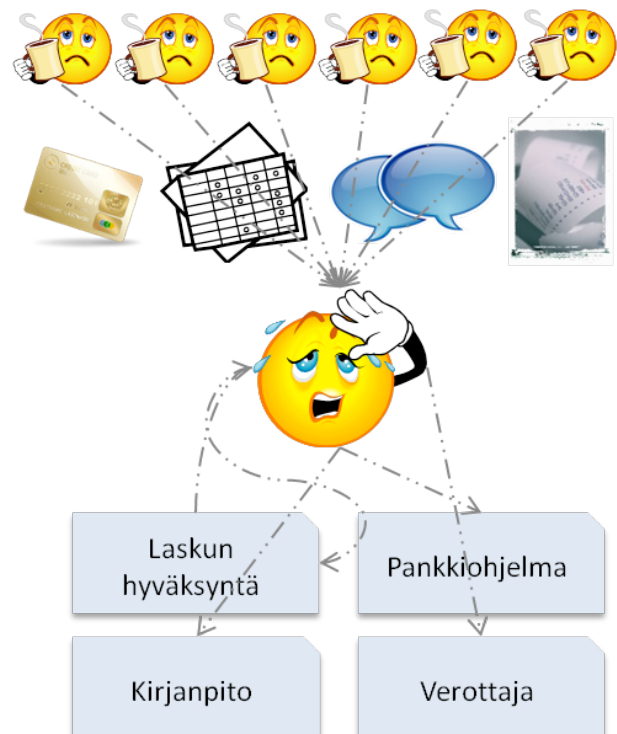 Laskun
hyväksyntä
Pankkiohjelma
Kirjanpito
Verottaja